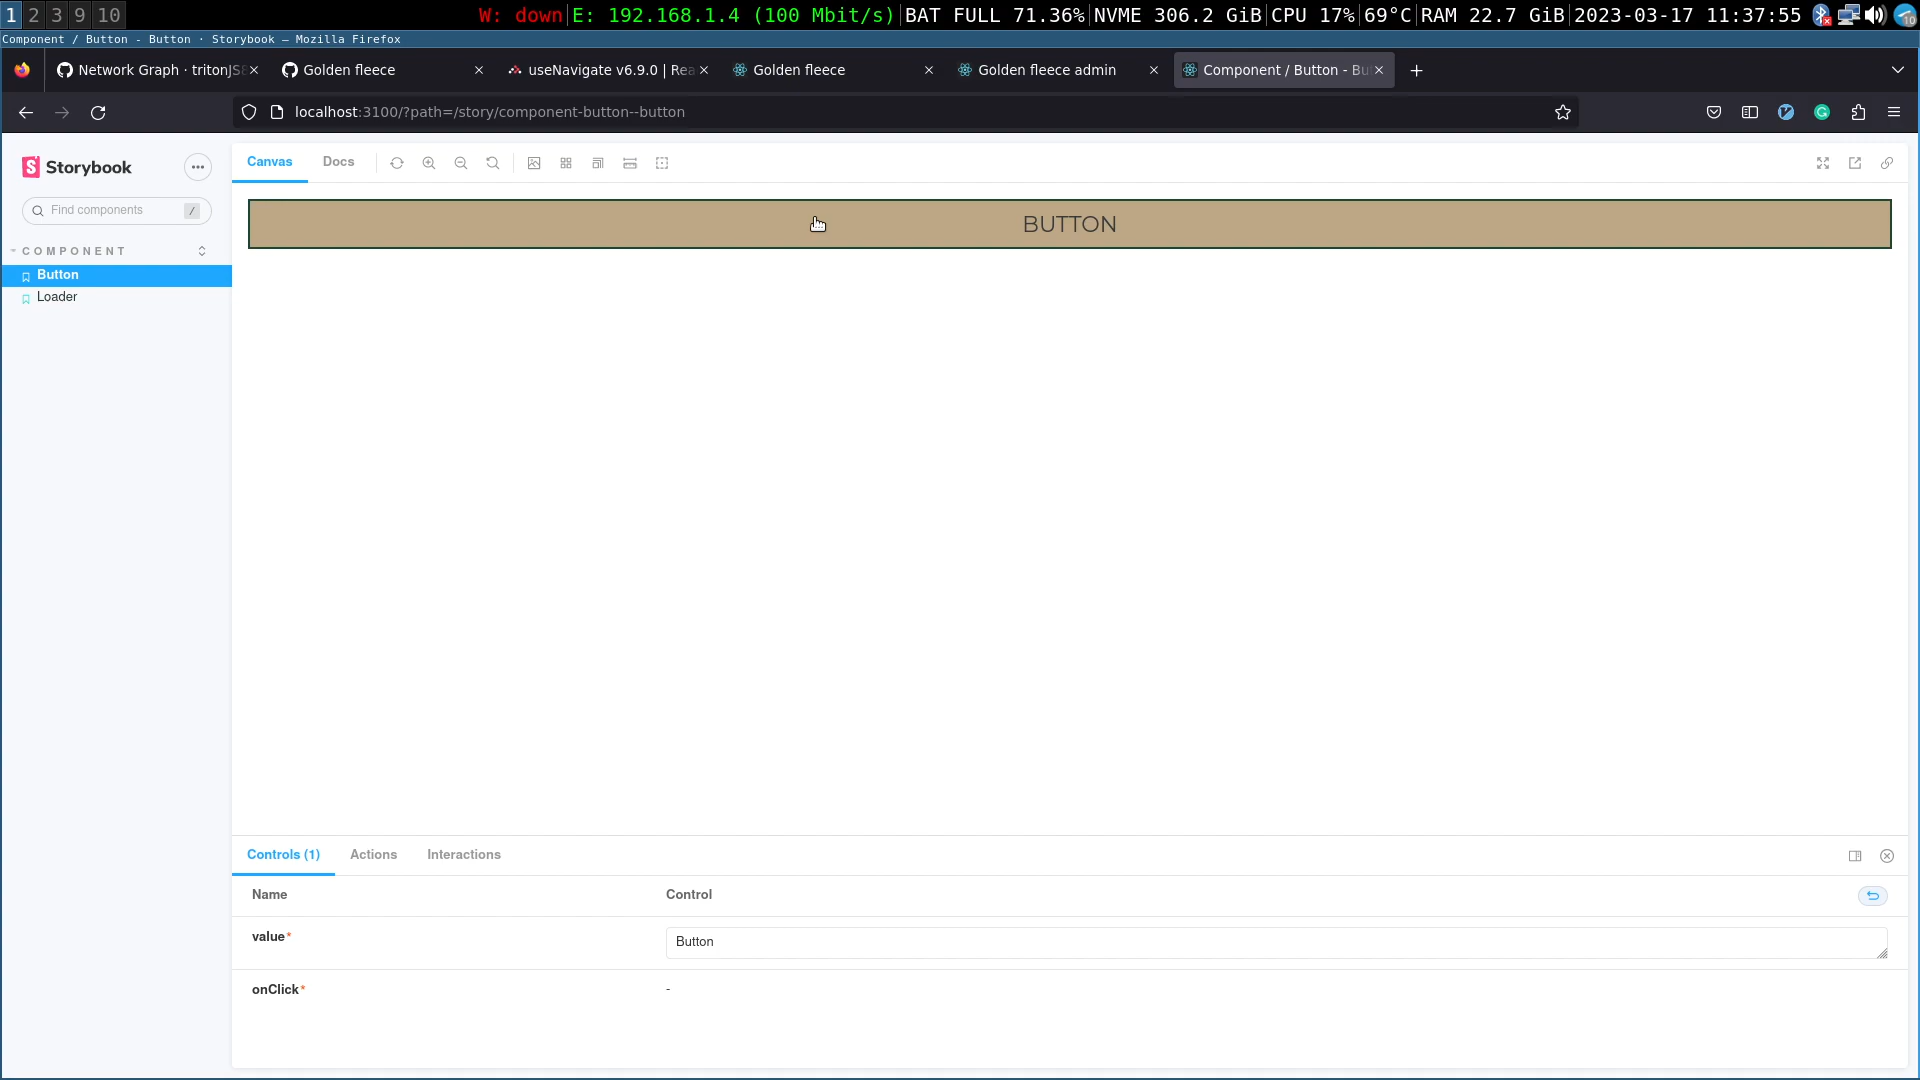 1 2 3 9 10 W: down E: 192.168.1.4 (100 Mbit/s) BAT FULL 71.36% NVME 306.2 GiB CPU 17% 69°C RAM 22.7 GiB 2023-03-17 11:37:55 10
Component / Button - Button · Storybook — Mozilla Firefox
Network Graph · tritonJS8 Golden fleece useNavigate v6.9.0 | Rea Golden fleece Golden fleece admin Component / Button - Bu
localhost:3100/?path=/story/component-button--button
Storybook
Canvas Docs
Find components /
BUTTON
COMPONENT
Button
Loader
Controls (1) Actions Interactions
Name Control
value* Button
onClick* -